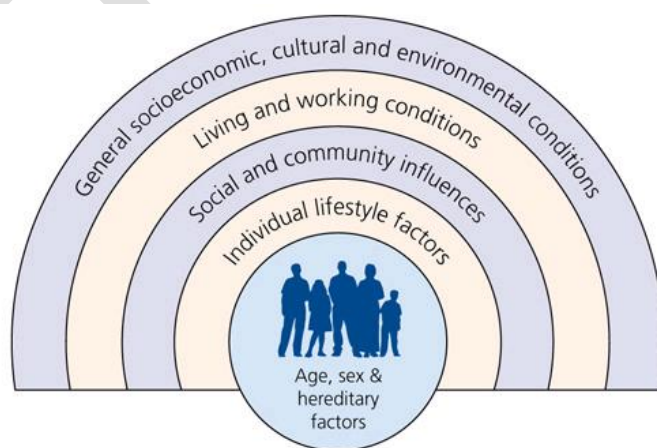 General socioeconomic, cultural and environmental conditions
Living and working conditions
Social and community influences
Individual lifestyle factors
Age, sex &
hereditary
factors